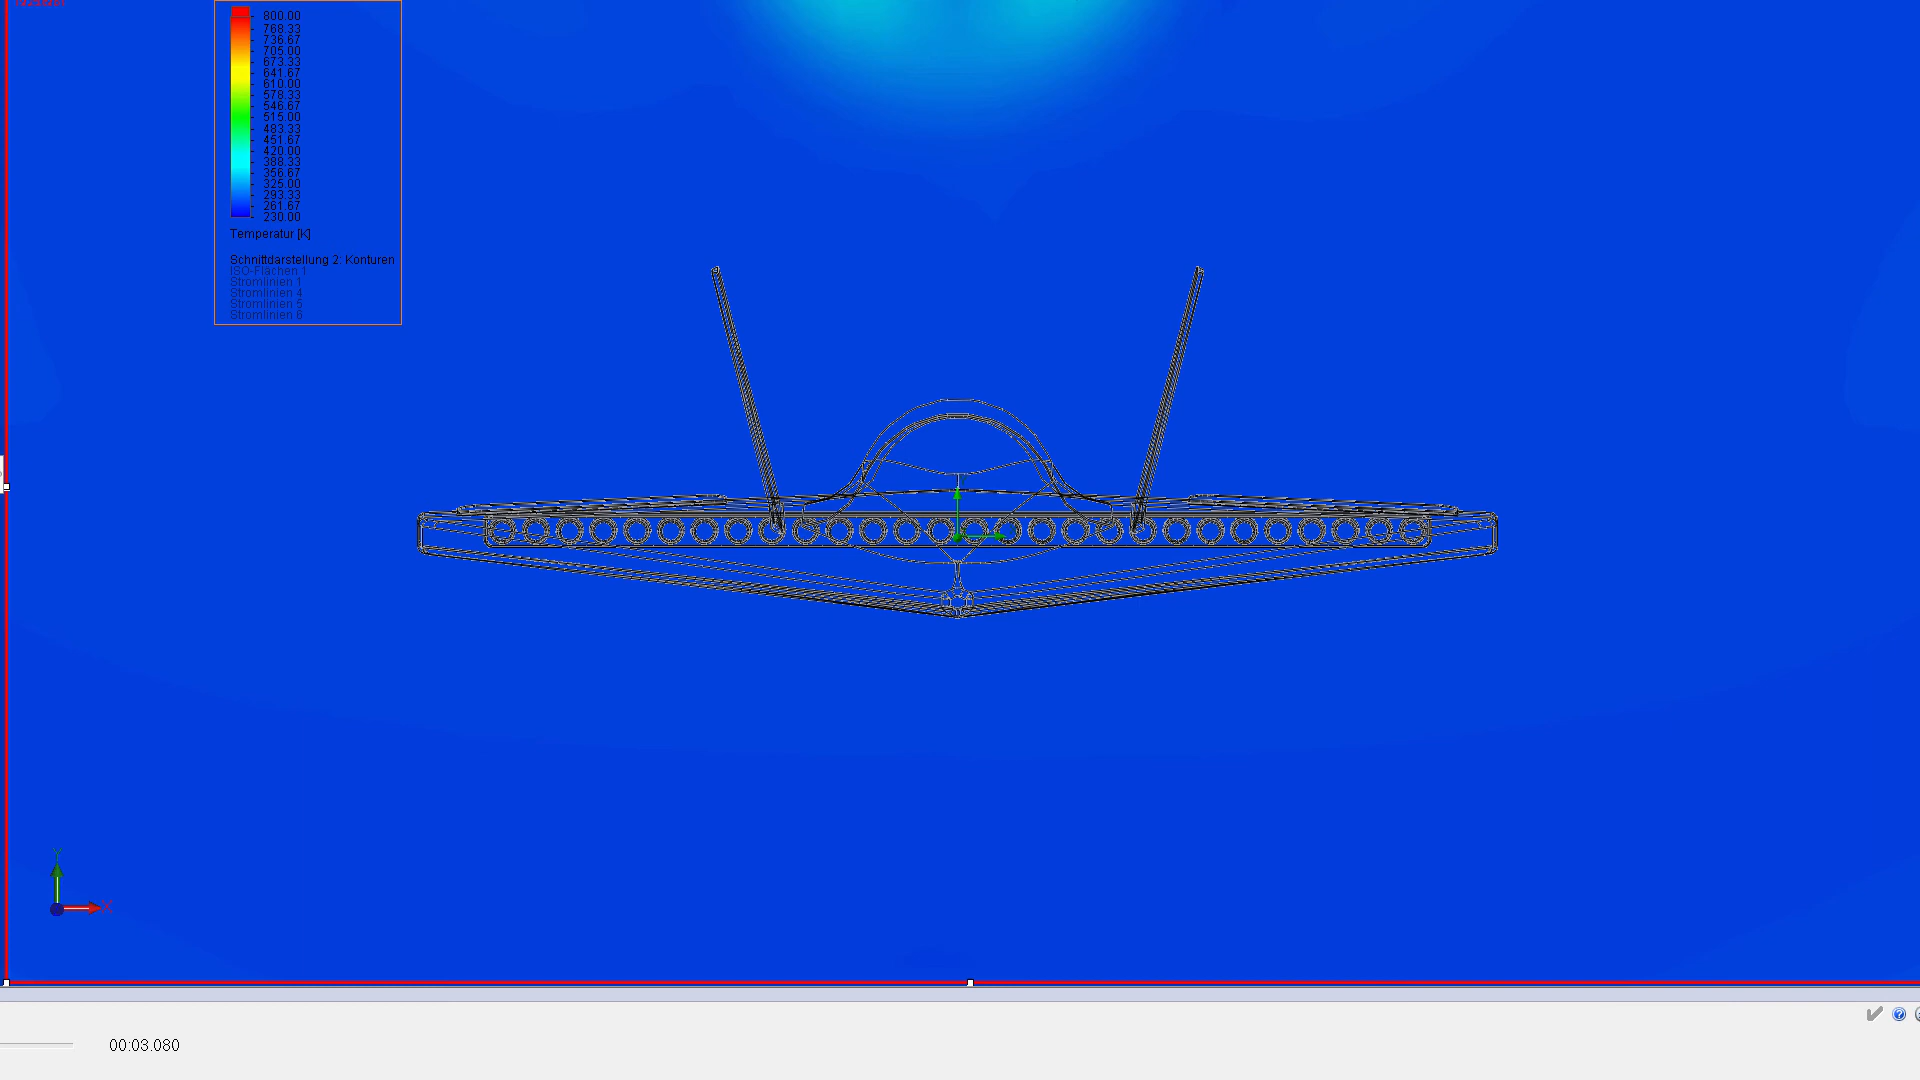 800.00
768.33
736.67
705.00
673.33
641.67
610.00
578.33
546.67
515.00
483.33
451.67
420.00
388.33
356.67
325.00
293.33
261.67
230.00
Temperatur [K]
Schnittdarstellung 2: Konturen
ISO-Flächen 1
Stromlinien 1
Stromlinien 4
Stromlinien 5
Stromlinien 6
Y
X
00:03.080